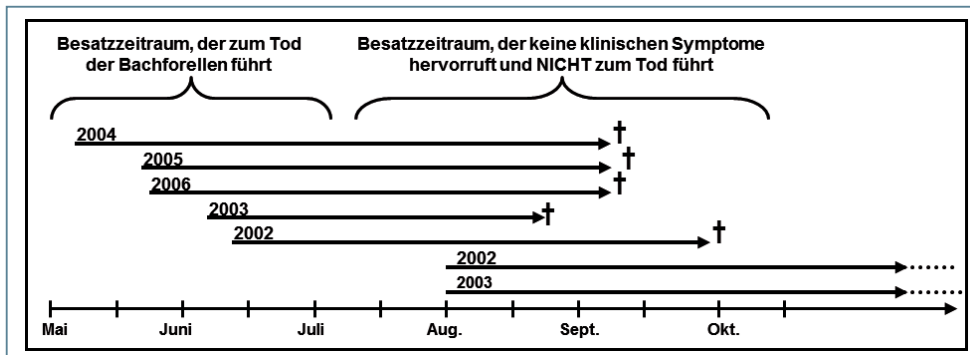 Besatzzeitraum, der zum Tod
der Bachforellen führt
Besatzzeitraum, der keine klinischen Symptome
hervorruft und NICHT zum Tod führt
2004
2005
2006
2003
2002
2002
2003
Mai Juni Juli Aug. Sept. Okt.